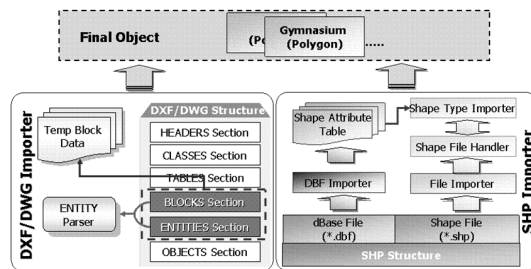 Final Object
Gymnasium
(Polygon)
(Po
.....
DXF/DWG Importer
DXF/DWG Structure
Temp Block
Data
HEADERS Section
CLASSES Section
TABLES Section
BLOCKS Section
ENTITIES Section
OBJECTS Section
ENTITY
Parser
SHP Importer
Shape Attribute
Table
Shape Type Importer
Shape File Handler
DBF Importer
File Importer
dBase File
(*.dbf)
Shape File
(*.shp)
SHP Structure